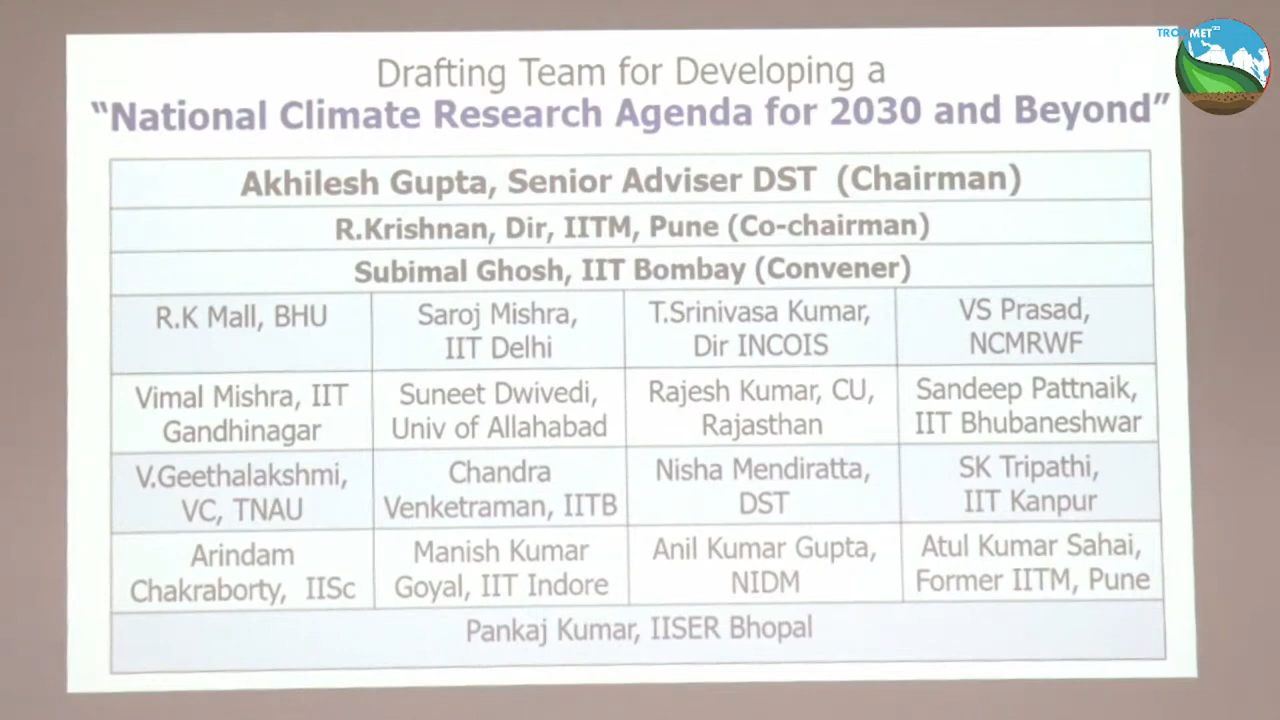 TROPMET
Drafting Team for Developing a
“National Climate Research Agenda for 2030 and Beyond”
Akhilesh Gupta, Senior Adviser DST (Chairman)
R.Krishnan, Dir, IITM, Pune (Co-chairman)
Subimal Ghosh, IIT Bombay (Convener)
R.K Mall, BHU
Saroj Mishra,
IIT Delhi
T.Srinivasa Kumar,
Dir INCOIS
VS Prasad,
NCMRWF
Vimal Mishra, IIT
Gandhinagar
Suneet Dwivedi,
Univ of Allahabad
Rajesh Kumar, CU,
Rajasthan
Sandeep Pattnaik,
IIT Bhubaneshwar
V.Geethalakshmi,
VC, TNAU
Chandra
Venketraman, IITB
Nisha Mendiratta,
DST
SK Tripathi,
IIT Kanpur
Arindam
Chakraborty, IISc
Manish Kumar
Goyal, IIT Indore
Anil Kumar Gupta,
NIDM
Atul Kumar Sahai,
Former IITM, Pune
Pankaj Kumar, IISER Bhopal